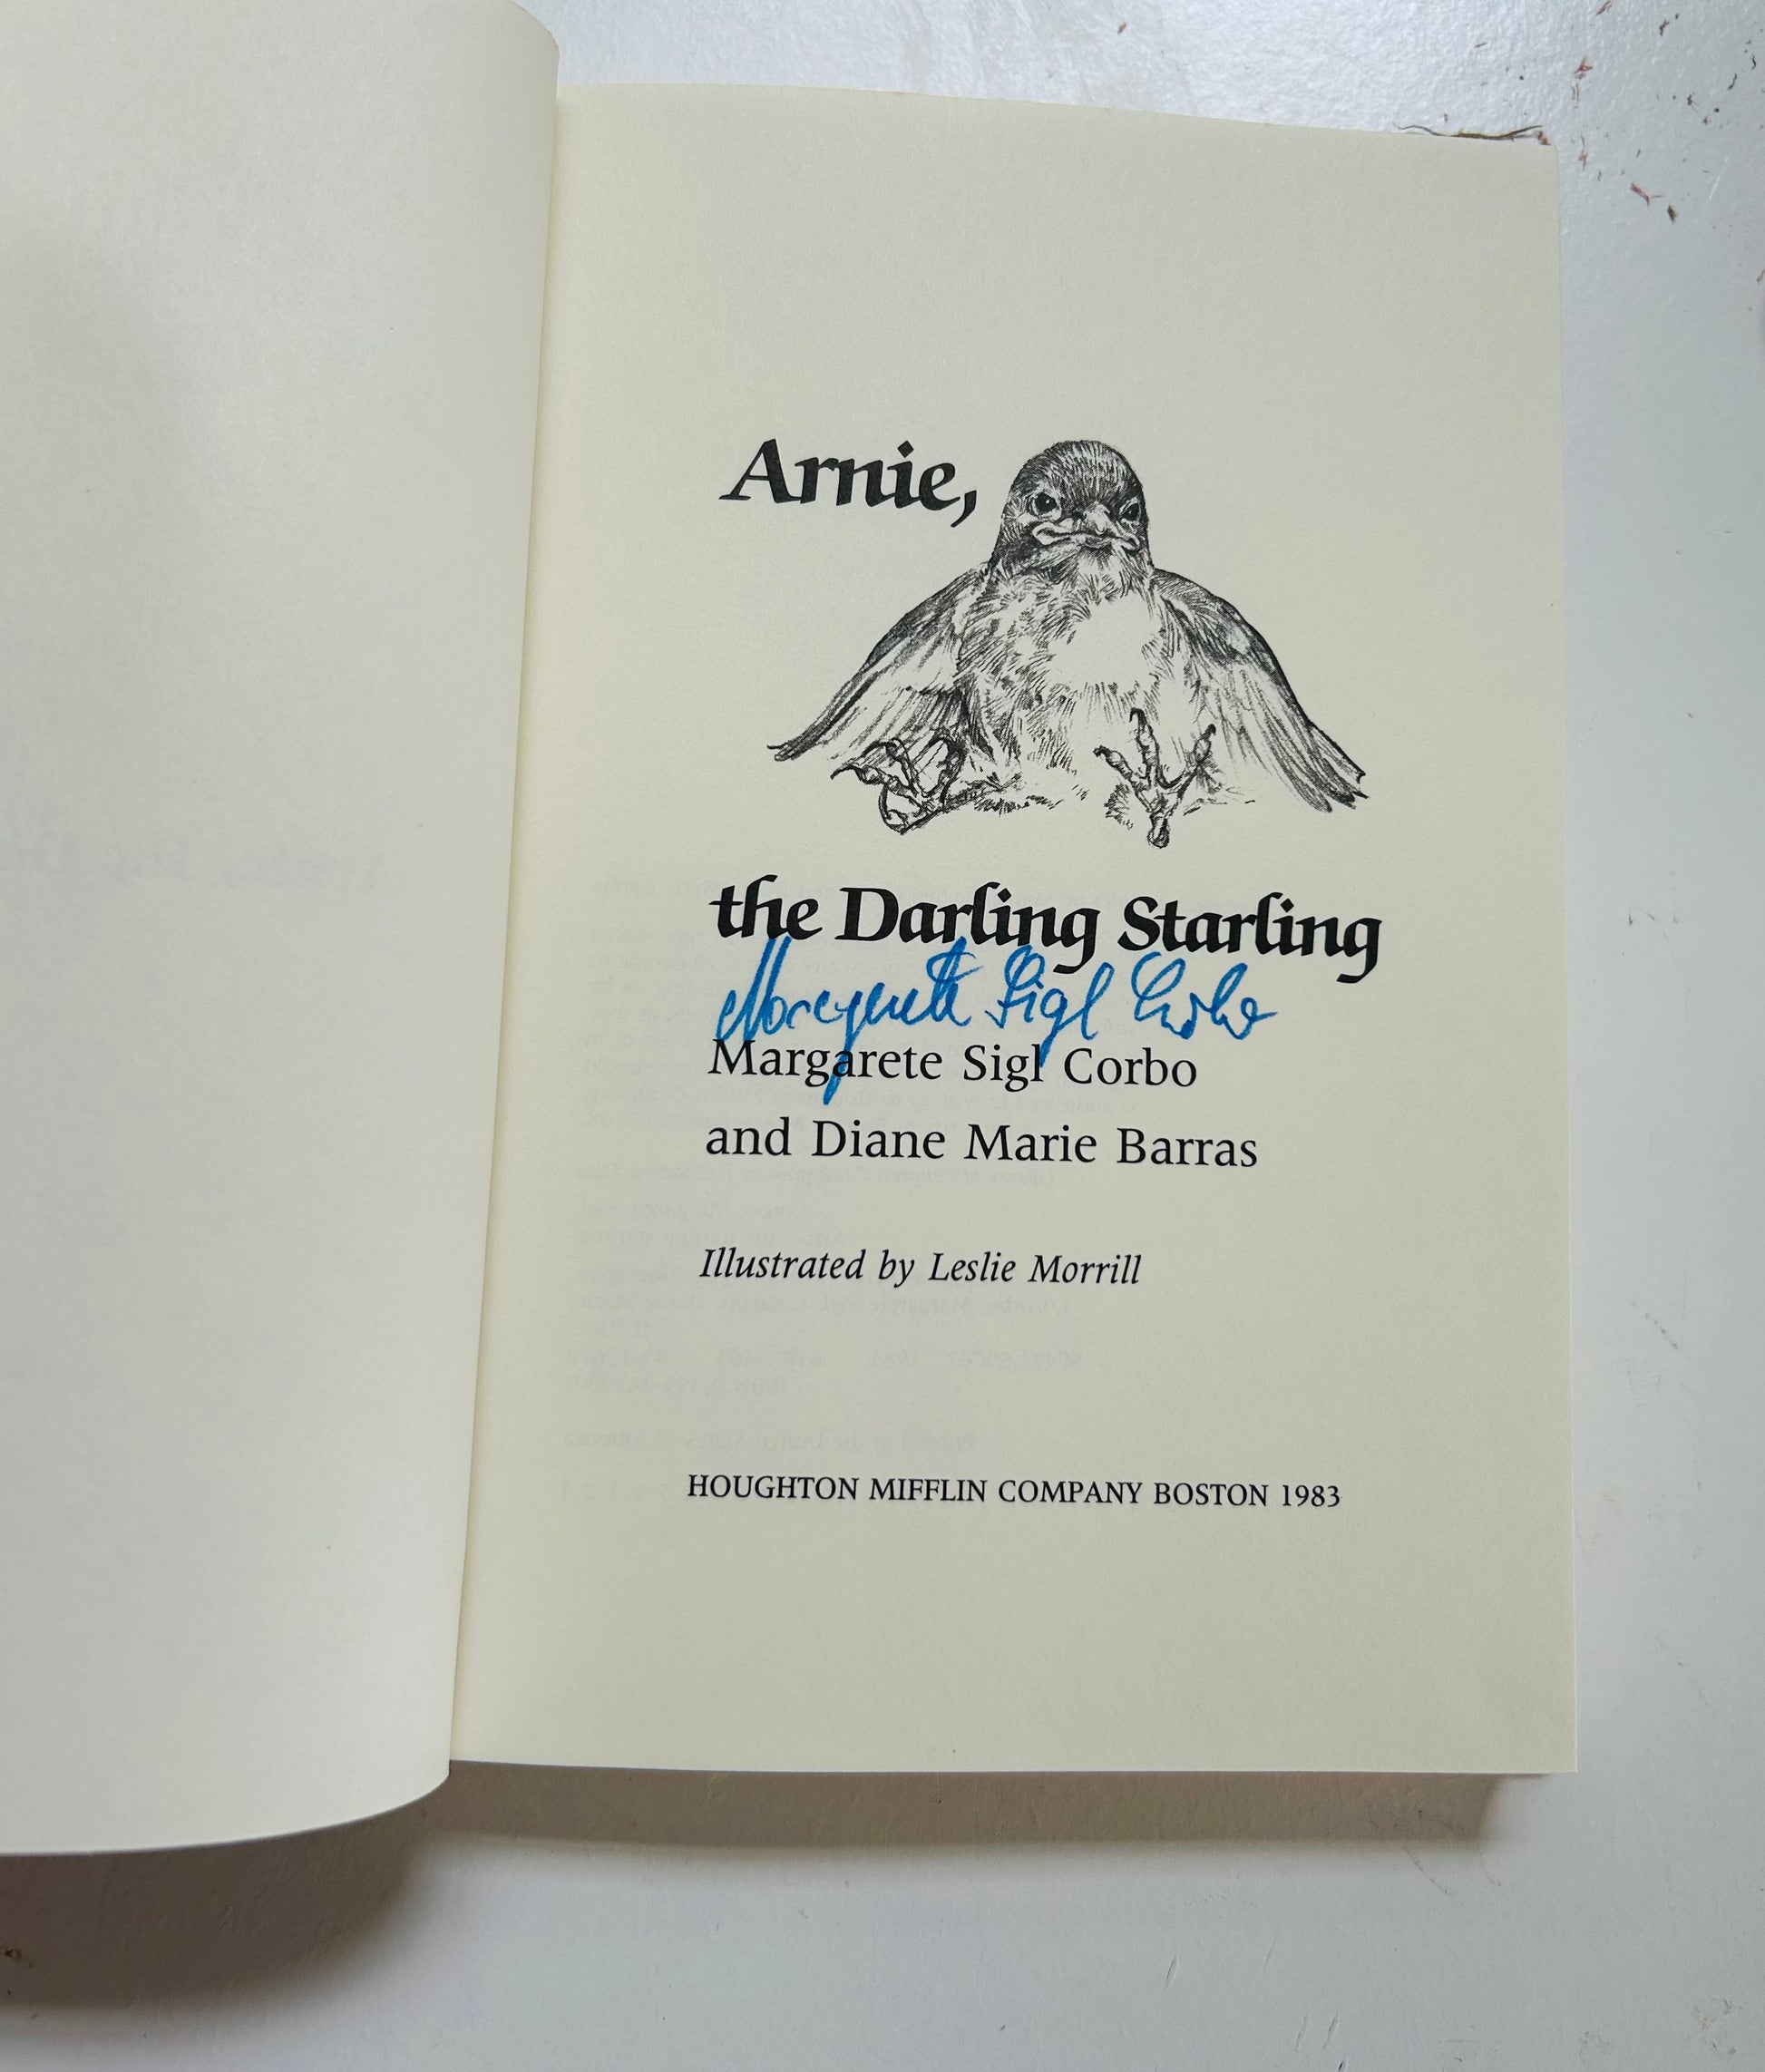 Arnie,
the Darling Starling
Margarete Sigl Corbo
Margarete Sigl Corbo
and Diane Marie Barras
Illustrated by Leslie Morrill
HOUGHTON MIFFLIN COMPANY BOSTON 1983